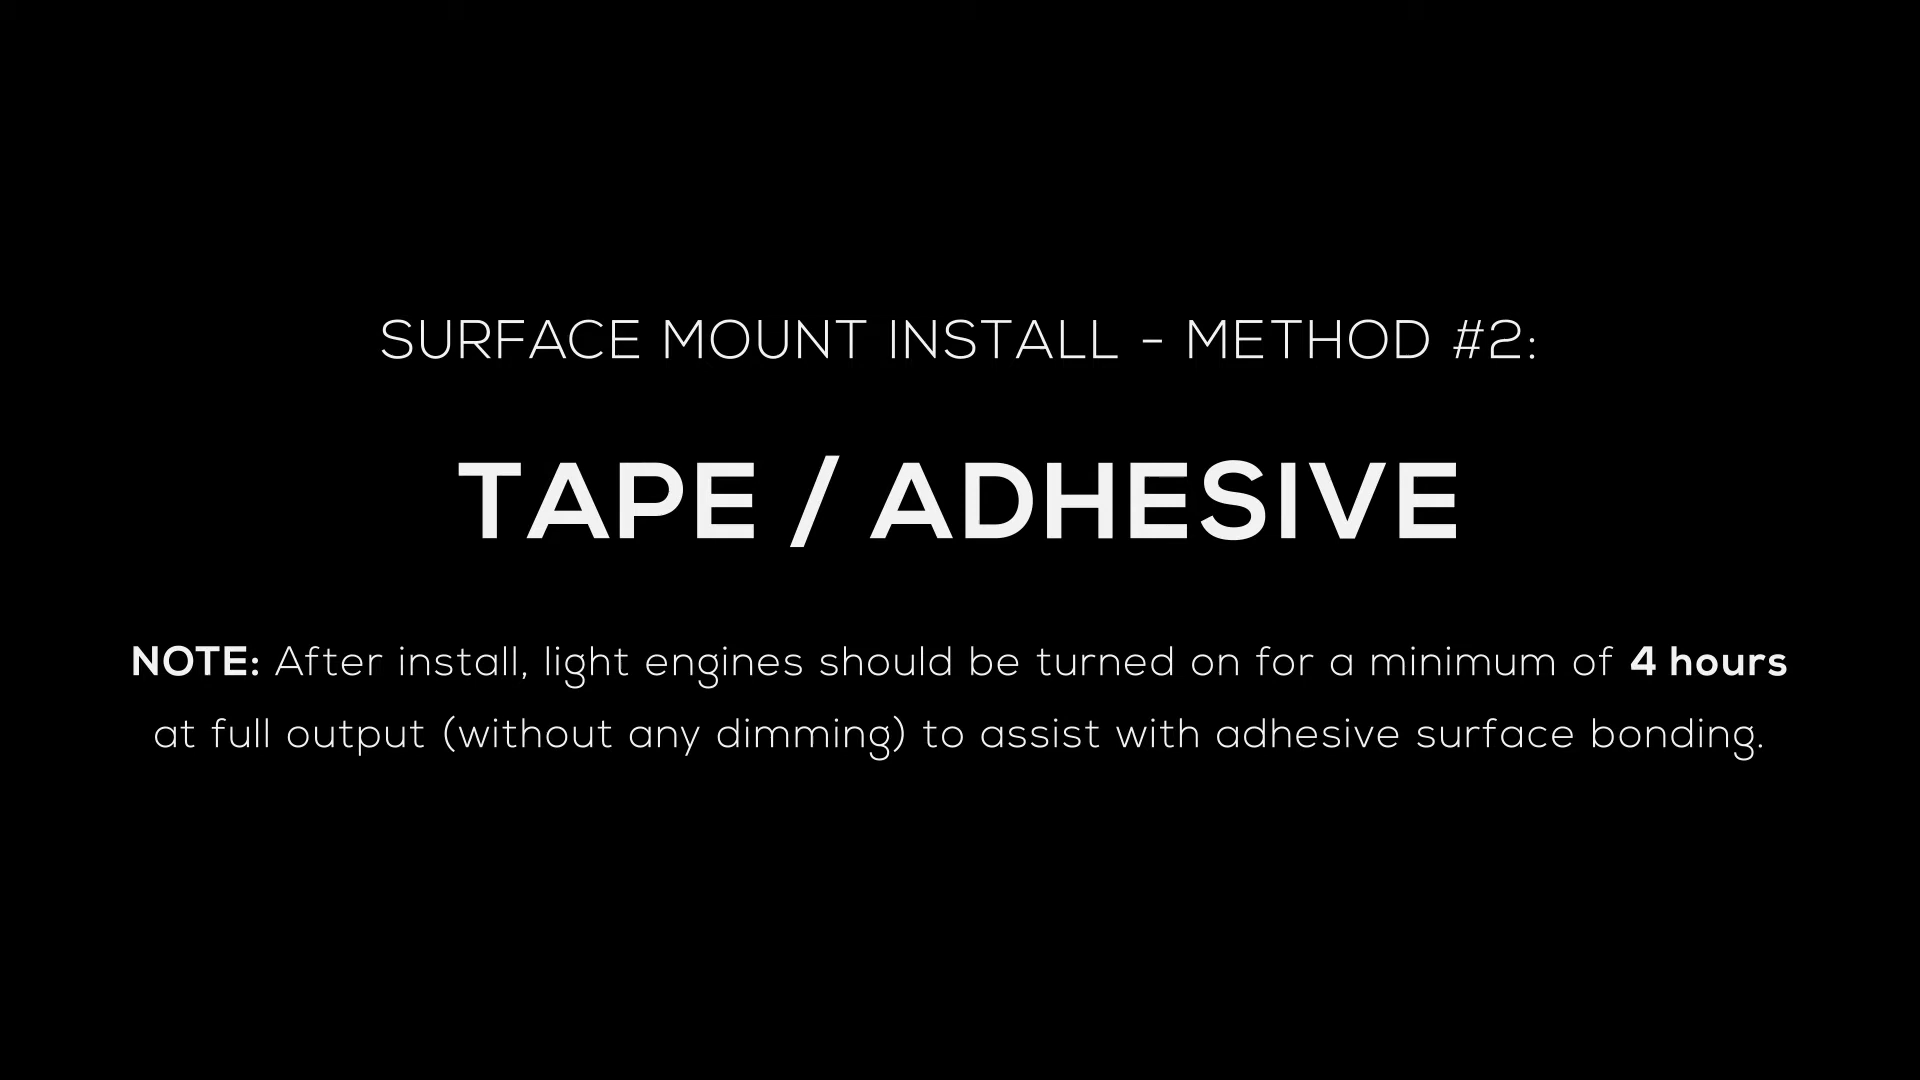 SURFACE MOUNT INSTALL - METHOD #2:
TAPE / ADHESIVE
NOTE: After install, light engines should be turned on for a minimum of 4 hours
at full output (without any dimming) to assist with adhesive surface bonding.